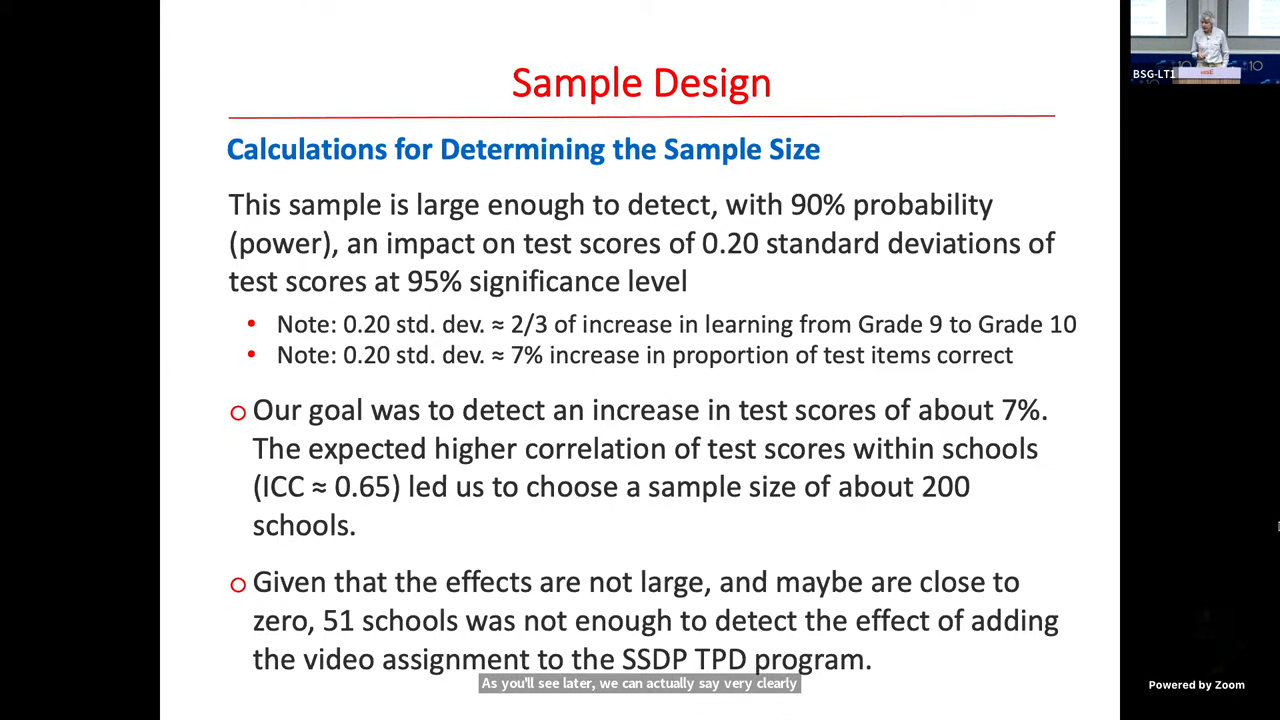 Sample Design
Calculations for Determining the Sample Size
This sample is large enough to detect, with 90% probability
(power), an impact on test scores of 0.20 standard deviations of
test scores at 95% significance level
• Note: 0.20 std. dev. ≈ 2/3 of increase in learning from Grade 9 to Grade 10
• Note: 0.20 std. dev. ≈ 7% increase in proportion of test items correct
o Our goal was to detect an increase in test scores of about 7%.
The expected higher correlation of test scores within schools
(ICC ≈ 0.65) led us to choose a sample size of about 200
schools.
o Given that the effects are not large, and maybe are close to
zero, 51 schools was not enough to detect the effect of adding
the video assignment to the SSDP TPD program.
As you'll see later, we can actually say very clearly
BSG-LT1
Powered by Zoom